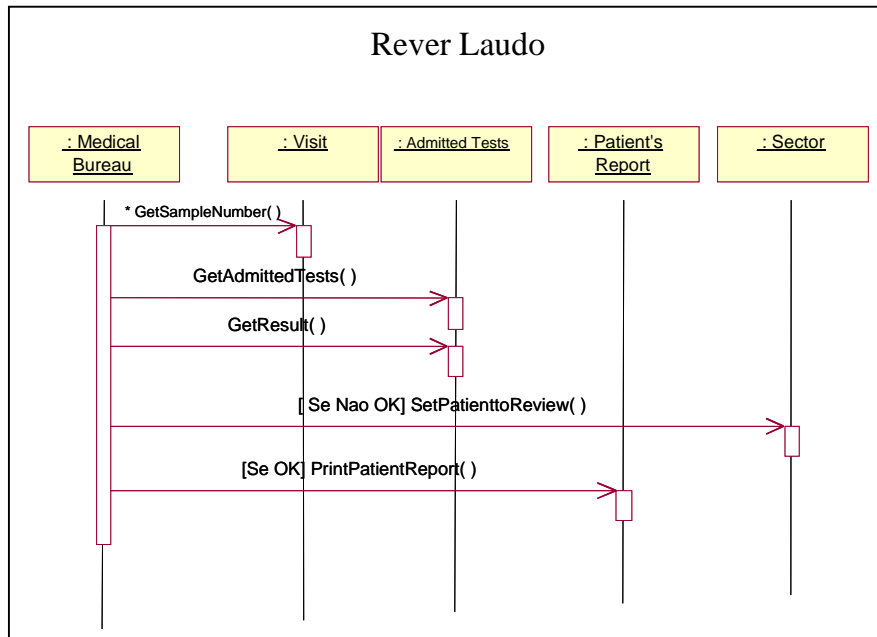 Rever Laudo
: Medical
Bureau
: Visit
: Admitted Tests
: Patient's
Report
: Sector
* GetSampleNumber( )
GetAdmittedTests( )
GetResult( )
[ Se Nao OK] SetPatienttoReview( )
[Se OK] PrintPatientReport( )